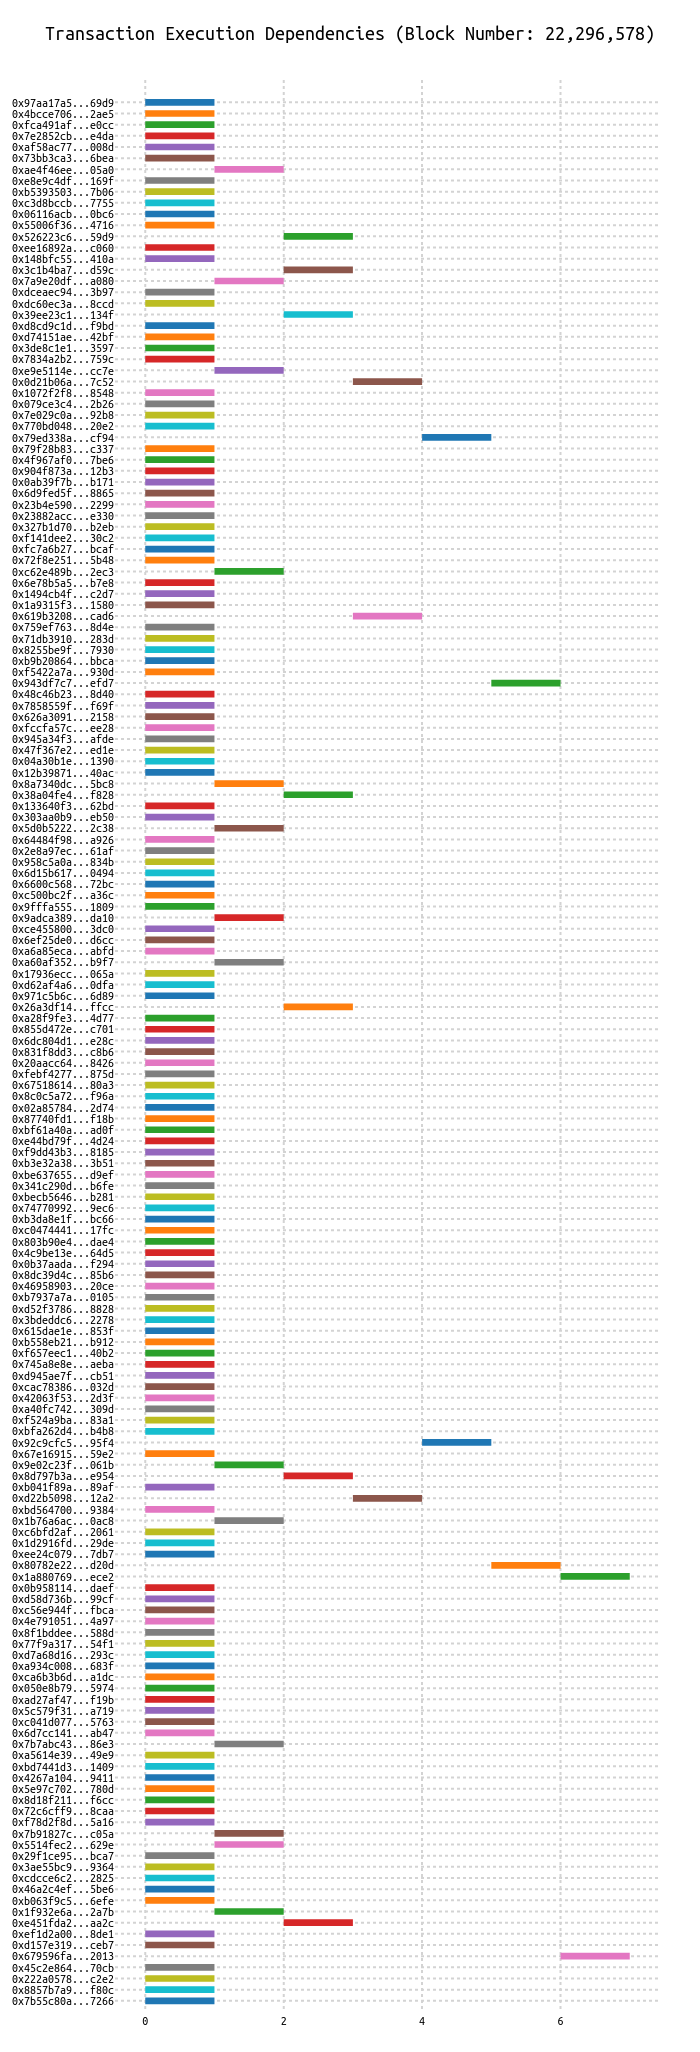 Transaction Execution Dependencies (Block Number: 22,296,578)
0x97aa17a5...69d9
0x4bcce706...2ae5
0xfca491af...e0cc
0x7e2852cb...e4da
0xaf58ac77...008d
0x73bb3ca3...6bea
0xae4f46ee...05a0
0xe8e9c4df...169f
0xb5393503...7b06
0xc3d8bccb...7755
0x06116acb...0bc6
0x55006f36...4716
0x526223c6...59d9
0xee16892a...c060
0x148bfc55...410a
0x3c1b4ba7...d59c
0x7a9e20df...a080
0xdceaec94...3b97
0xdc60ec3a...8ccd
0x39ee23c1...134f
0xd8cd9c1d...f9bd
0xd74151ae...42bf
0x3de8c1e1...3597
0x7834a2b2...759c
0xe9e5114e...cc7e
0x0d21b06a...7c52
0x1072f2f8...8548
0x079ce3c4...2b26
0x7e029c0a...92b8
0x770bd048...20e2
0x79ed338a...cf94
0x79f28b83...c337
0x4f967af0...7be6
0x904f873a...12b3
0x0ab39f7b...b171
0x6d9fed5f...8865
0x23b4e590...2299
0x23882acc...e330
0x327b1d70...b2eb
0xf141dee2...30c2
0xfc7a6b27...bcaf
0x72f8e251...5b48
0xc62e489b...2ec3
0x6e78b5a5...b7e8
0x1494cb4f...c2d7
0x1a9315f3...1580
0x619b3208...cad6
0x759ef763...8d4e
0x71db3910...283d
0x8255be9f...7930
0xb9b20864...bbca
0xf5422a7a...930d
0x943df7c7...efd7
0x48c46b23...8d40
0x7858559f...f69f
0x626a3091...2158
0xfccfa57c...ee28
0x945a34f3...afde
0x47f367e2...ed1e
0x04a30b1e...1390
0x12b39871...40ac
0x8a7340dc...5bc8
0x38a04fe4...f828
0x133640f3...62bd
0x303aa0b9...eb50
0x5d0b5222...2c38
0x64484f98...a926
0x2e8a97ec...61af
0x958c5a0a...834b
0x6d15b617...0494
0x6600c568...72bc
0xc500bc2f...a36c
0x9fffa555...1809
0x9adca389...da10
0xce455800...3dc0
0x6ef25de0...d6cc
0xa6a85eca...abfd
0xa60af352...b9f7
0x17936ecc...065a
0xd62af4a6...0dfa
0x971c5b6c...6d89
0x26a3df14...ffcc
0xa28f9fe3...4d77
0x855d472e...c701
0x6dc804d1...e28c
0x831f8dd3...c8b6
0x20aacc64...8426
0xfebf4277...875d
0x67518614...80a3
0x8c0c5a72...f96a
0x02a85784...2d74
0x87740fd1...f18b
0xbf61a40a...ad0f
0xe44bd79f...4d24
0xf9dd43b3...8185
0xb3e32a38...3b51
0xbe637655...d9ef
0x341c290d...b6fe
0xbecb5646...b281
0x74770992...9ec6
0xb3da8e1f...bc66
0xc0474441...17fc
0x803b90e4...dae4
0x4c9be13e...64d5
0x0b37aada...f294
0x8dc39d4c...85b6
0x46958903...20ce
0xb7937a7a...0105
0xd52f3786...8828
0x3bdeddc6...2278
0x615dae1e...853f
0xb558eb21...b912
0xf657eec1...40b2
0x745a8e8e...aeba
0xd945ae7f...cb51
0xcac78386...032d
0x42063f53...2d3f
0xa40fc742...309d
0xf524a9ba...83a1
0xbfa262d4...b4b8
0x92c9cfc5...95f4
0x67e16915...59e2
0x9e02c23f...061b
0x8d797b3a...e954
0xb041f89a...89af
0xd22b5098...12a2
0xbd564700...9384
0x1b76a6ac...0ac8
0xc6bfd2af...2061
0x1d2916fd...29de
0xee24c079...7db7
0x80782e22...d20d
0x1a880769...ece2
0x0b958114...daef
0xd58d736b...99cf
0xc56e944f...fbca
0x4e791051...4a97
0x8f1bddee...588d
0x77f9a317...54f1
0xd7a68d16...293c
0xa934c008...683f
0xca6b3b6d...a1dc
0x050e8b79...5974
0xad27af47...f19b
0x5c579f31...a719
0xc041d077...5763
0x6d7cc141...ab47
0x7b7abc43...86e3
0xa5614e39...49e9
0xbd7441d3...1409
0x4267a104...9411
0x5e97c702...780d
0x8d18f211...f6cc
0x72c6cff9...8caa
0xf78d2f8d...5a16
0x7b91827c...c05a
0x5514fec2...629e
0x29f1ce95...bca7
0x3ae55bc9...9364
0xcdcce6c2...2825
0x46a2c4ef...5be6
0xb063f9c5...6efe
0x1f932e6a...2a7b
0xe451fda2...aa2c
0xef1d2a00...8de1
0xd157e319...ceb7
0x679596fa...2013
0x45c2e864...70cb
0x222a0578...c2e2
0x8857b7a9...f80c
0x7b55c80a...7266
0 2 4 6